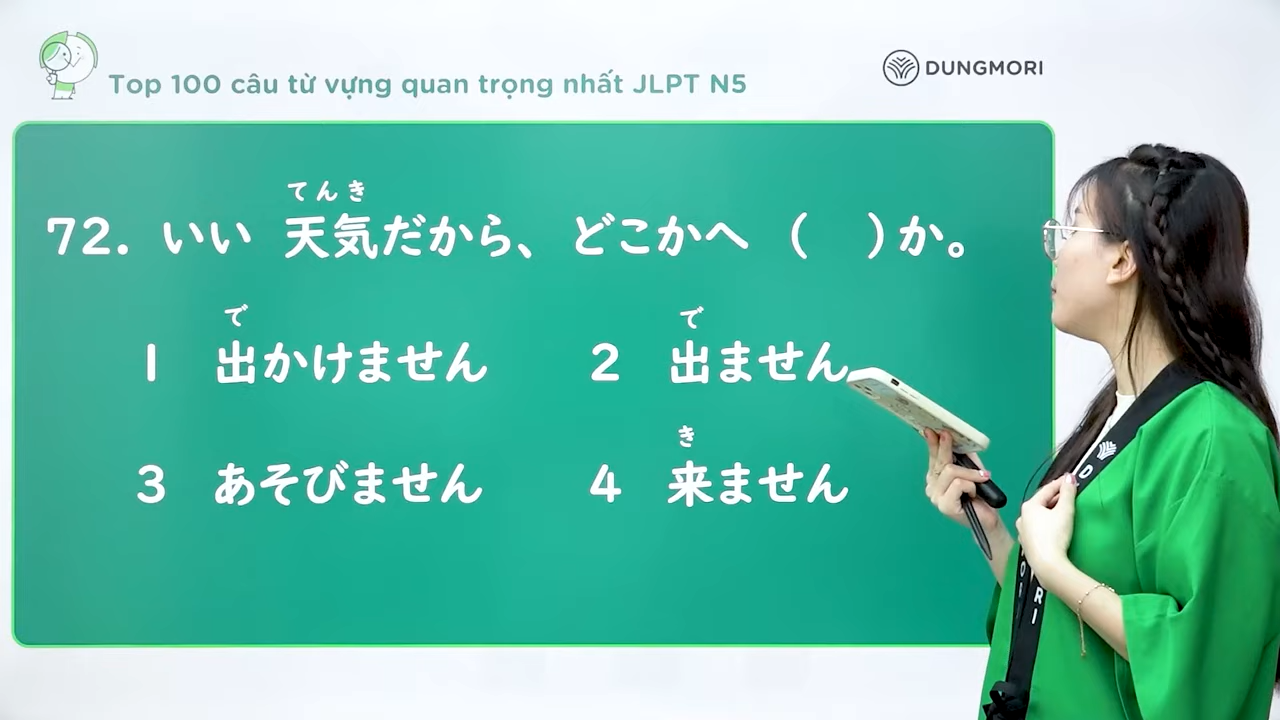 Top 100 câu từ vựng quan trọng nhất JLPT N5
DUNGMORI
てんき
72. いい 天気だから、どこかへ ( )か。
で
1 出かけません
で
2 出ません
3 あそびません
き
4 来ません